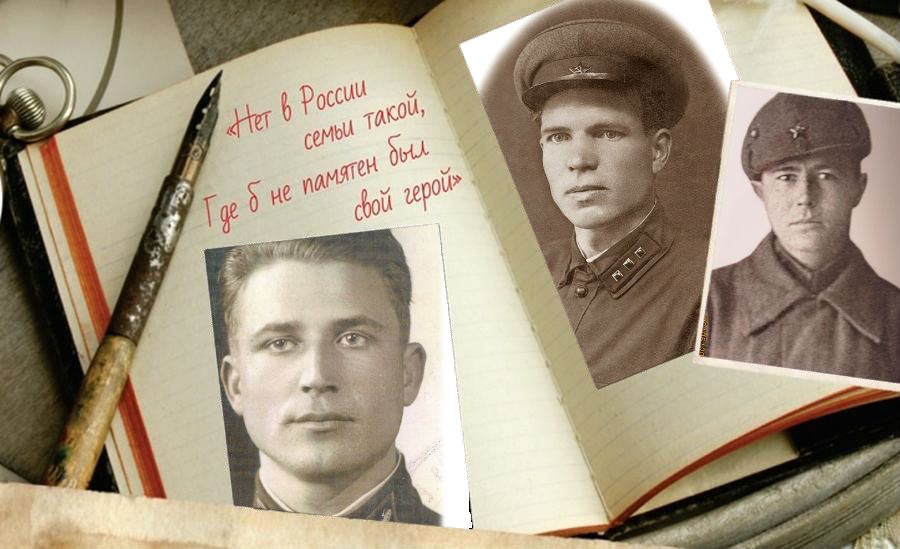 «Нет в России
семьи такой,
Где б не памятен был
свой герой»